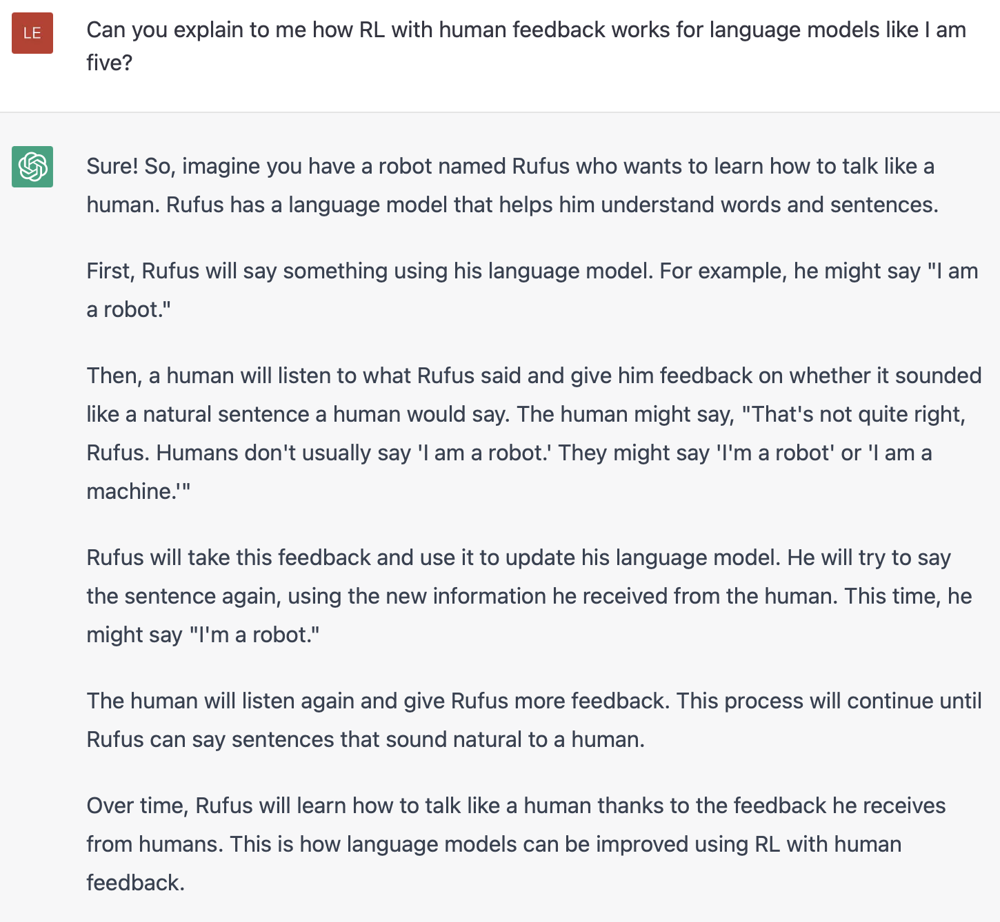 LE
Can you explain to me how RL with human feedback works for language models like I am
five?
Sure! So, imagine you have a robot named Rufus who wants to learn how to talk like a
human. Rufus has a language model that helps him understand words and sentences.
First, Rufus will say something using his language model. For example, he might say "I am
a robot."
Then, a human will listen to what Rufus said and give him feedback on whether it sounded
like a natural sentence a human would say. The human might say, "That's not quite right,
Rufus. Humans don't usually say 'I am a robot.' They might say 'I'm a robot' or 'I am a
machine.'"
Rufus will take this feedback and use it to update his language model. He will try to say
the sentence again, using the new information he received from the human. This time, he
might say "I'm a robot."
The human will listen again and give Rufus more feedback. This process will continue until
Rufus can say sentences that sound natural to a human.
Over time, Rufus will learn how to talk like a human thanks to the feedback he receives
from humans. This is how language models can be improved using RL with human
feedback.